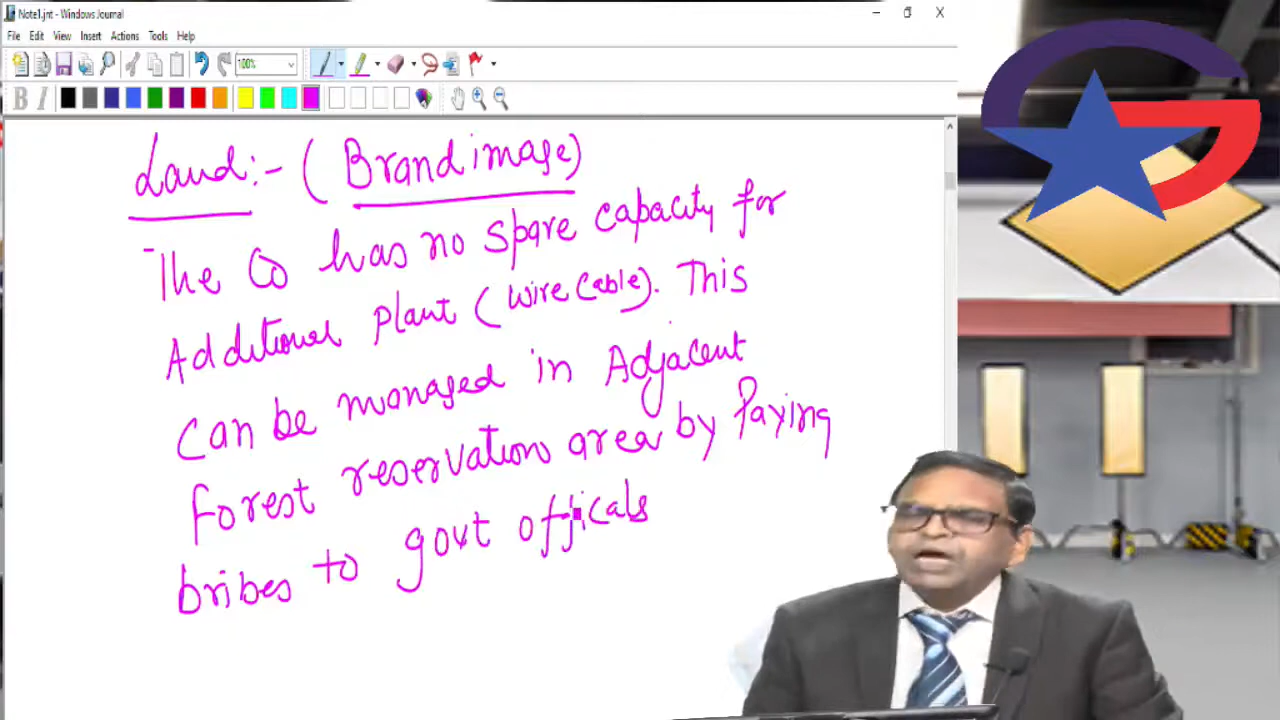 Note1.jnt - Windows Journal
File Edit View Insert Actions Tools Help
100%
B I
Land:- (Brand image)
The Co has no spare capacity for
Additional plant (wire cable). This
can be managed in Adjacent
Forest reservation area by Paying
bribes to govt officals